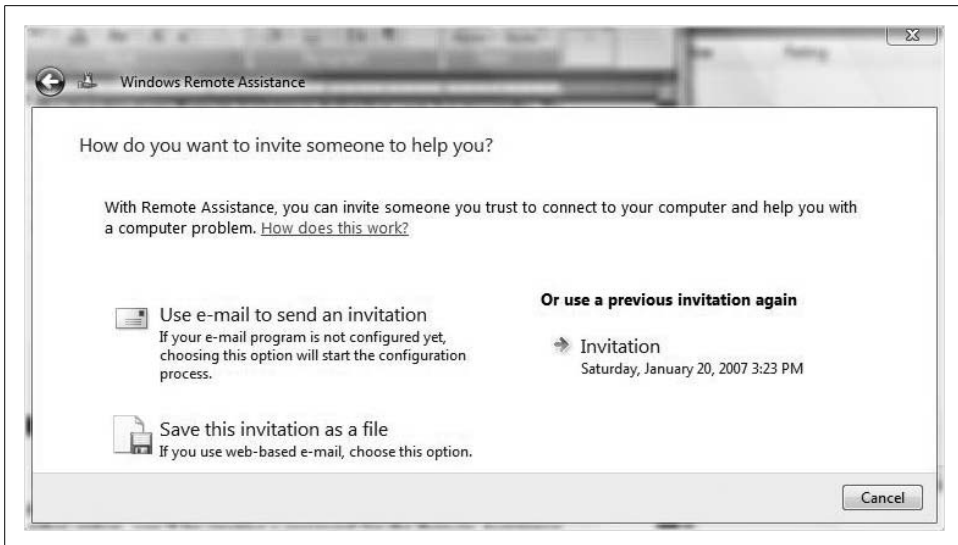 Windows Remote Assistance
How do you want to invite someone to help you?
With Remote Assistance, you can invite someone you trust to connect to your computer and help you with
a computer problem. How does this work?
Use e-mail to send an invitation
If your e-mail program is not configured yet,
choosing this option will start the configuration
process.
Save this invitation as a file
If you use web-based e-mail, choose this option.
Or use a previous invitation again
Invitation
Saturday, January 20, 2007 3:23 PM
Cancel